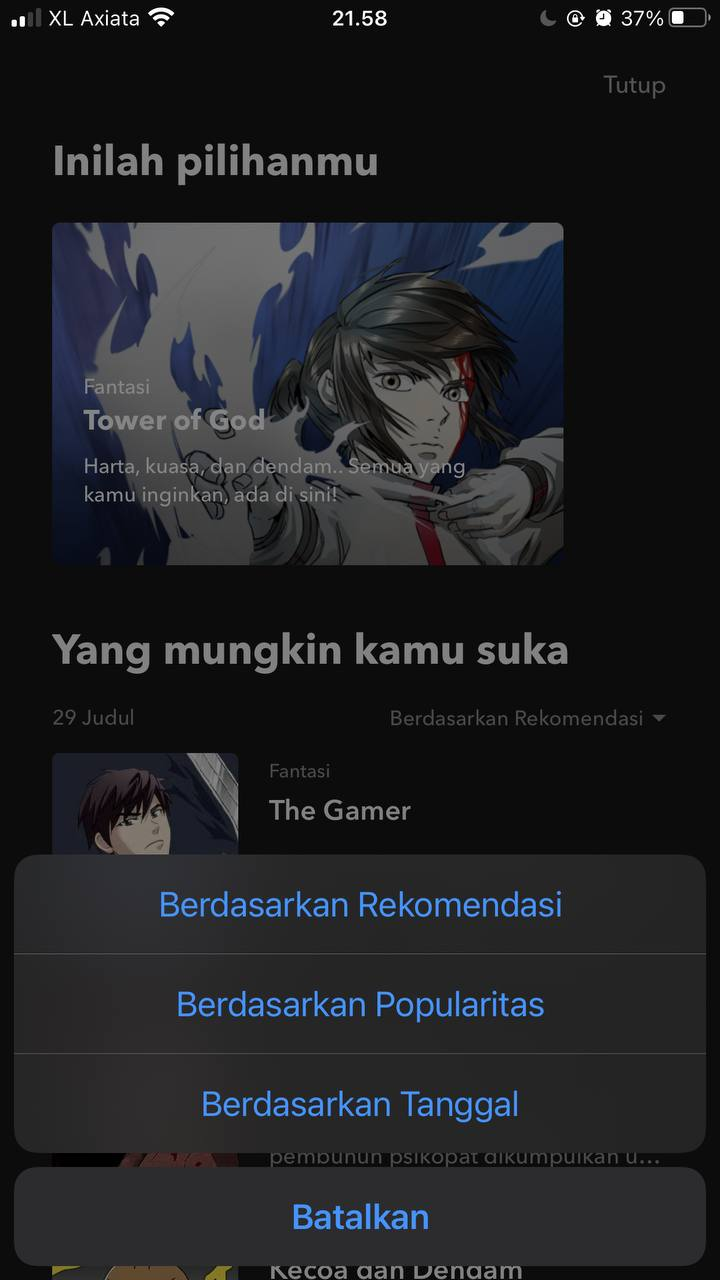 XL Axiata
21.58
37%
Tutup
Inilah pilihanmu
Fantasi
Tower of God
Harta, kuasa, dan dendam.. Semua yang
kamu inginkan, ada di sini!
Yang mungkin kamu suka
29 Judul
Berdasarkan Rekomendasi
Fantasi
The Gamer
Berdasarkan Rekomendasi
Berdasarkan Popularitas
Berdasarkan Tanggal
pembunuh psikopat dikumpulkan u...
Batalkan
Kecoa dan Dendam